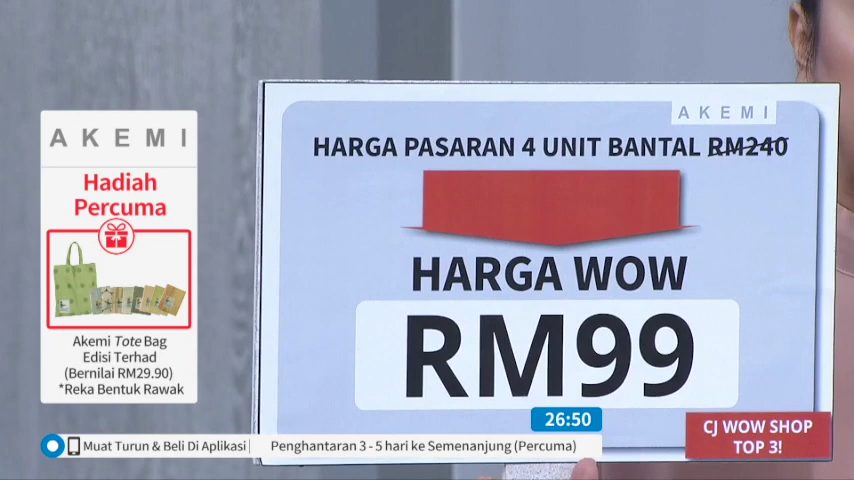 AKEMI
Hadiah
Percuma
Akemi Tote Bag
Edisi Terhad
(Bernilai RM29.90)
*Reka Bentuk Rawak
AKEMI
HARGA PASARAN 4 UNIT BANTAL RM240
HARGA WOW
RM99
26:50
CJ WOW SHOP
TOP 3!
Muat Turun & Beli Di Aplikasi
Penghantaran 3 - 5 hari ke Semenanjung (Percuma)